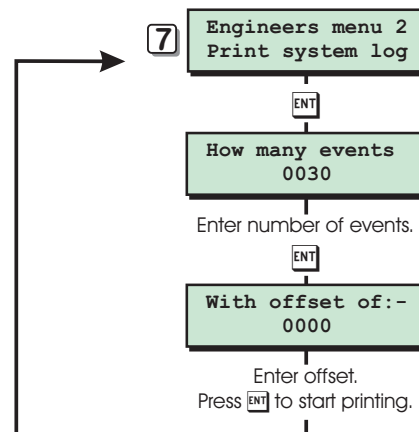 7
Engineers menu 2
Print system log
ENT
How many events
0030
Enter number of events.
ENT
With offset of:-
0000
Enter offset.
Press ENT to start printing.